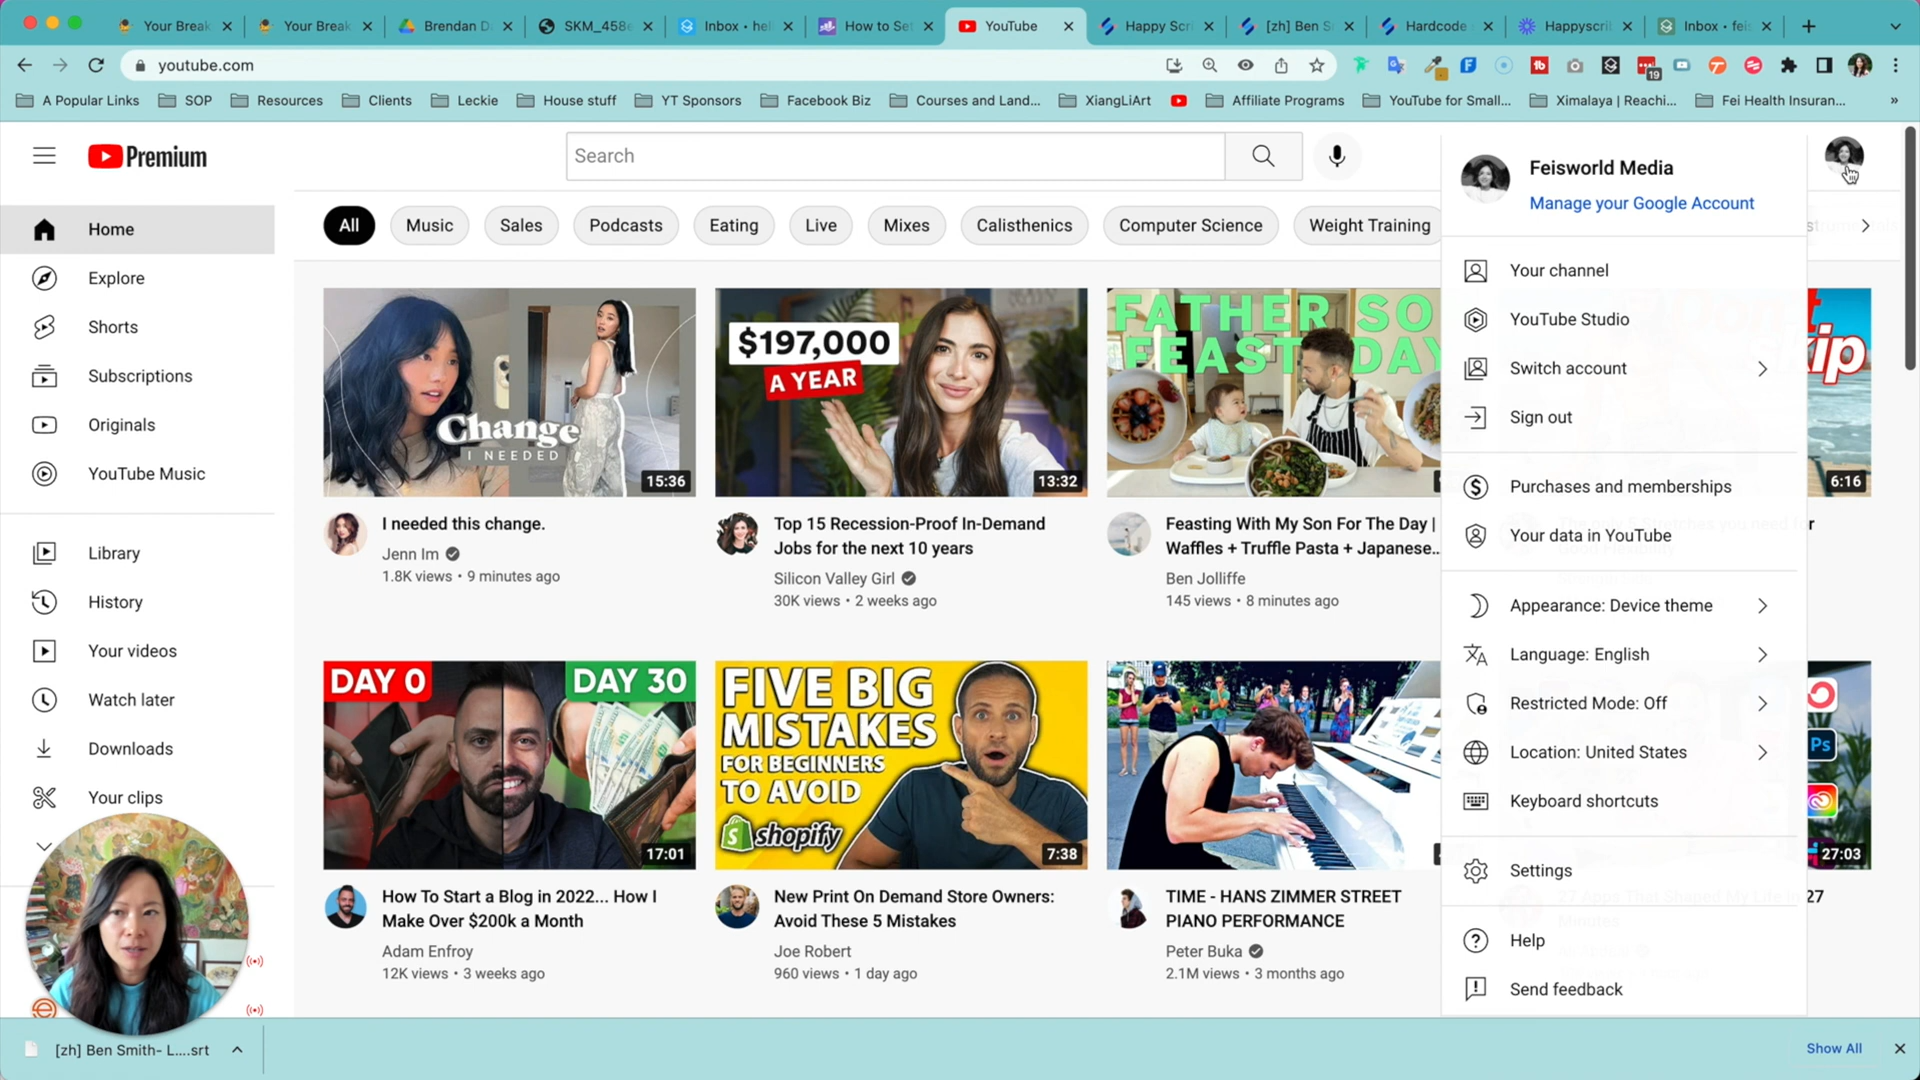 Your Break
Your Break
Brendan D
SKM_458e
Inbox • hel
How to Set
YouTube
Happy Scr
[zh] Ben S
Hardcode
Happyscri
Inbox • fei
youtube.com
19
A Popular Links
SOP
Resources
Clients
Leckie
House stuff
YT Sponsors
Facebook Biz
Courses and Land...
XiangLiArt
Affiliate Programs
YouTube for Small...
Ximalaya | Reachi...
Fei Health Insuran...
»
Premium
Search
Feisworld Media
Manage your Google Account
Home
Explore
Shorts
Subscriptions
Originals
YouTube Music
Library
History
Your videos
Watch later
Downloads
Your clips
All
Music
Sales
Podcasts
Eating
Live
Mixes
Calisthenics
Computer Science
Weight Training
Change
I NEEDED
15:36
I needed this change.
Jenn Im
1.8K views • 9 minutes ago
$197,000
A YEAR
13:32
Top 15 Recession-Proof In-Demand
Jobs for the next 10 years
Silicon Valley Girl
30K views • 2 weeks ago
FATHER SO
FEAST DAY
Feasting With My Son For The Day |
Waffles + Truffle Pasta + Japanese...
Ben Jolliffe
145 views • 8 minutes ago
6:16
DAY 0
DAY 30
17:01
How To Start a Blog in 2022... How I
Make Over $200k a Month
Adam Enfroy
12K views • 3 weeks ago
FIVE BIG
MISTAKES
FOR BEGINNERS
TO AVOID
shopify
7:38
New Print On Demand Store Owners:
Avoid These 5 Mistakes
Joe Robert
960 views • 1 day ago
TIME - HANS ZIMMER STREET
PIANO PERFORMANCE
Peter Buka
2.1M views • 3 months ago
Ps
27:03
27
Your channel
YouTube Studio
Switch account
Sign out
Purchases and memberships
Your data in YouTube
Appearance: Device theme
Language: English
Restricted Mode: Off
Location: United States
Keyboard shortcuts
Settings
Help
Send feedback
[zh] Ben Smith- L....srt
Show All